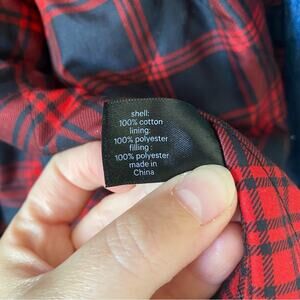 shell:
100% cotton
lining:
100% polyester
filling :
100% polyester
made in
China